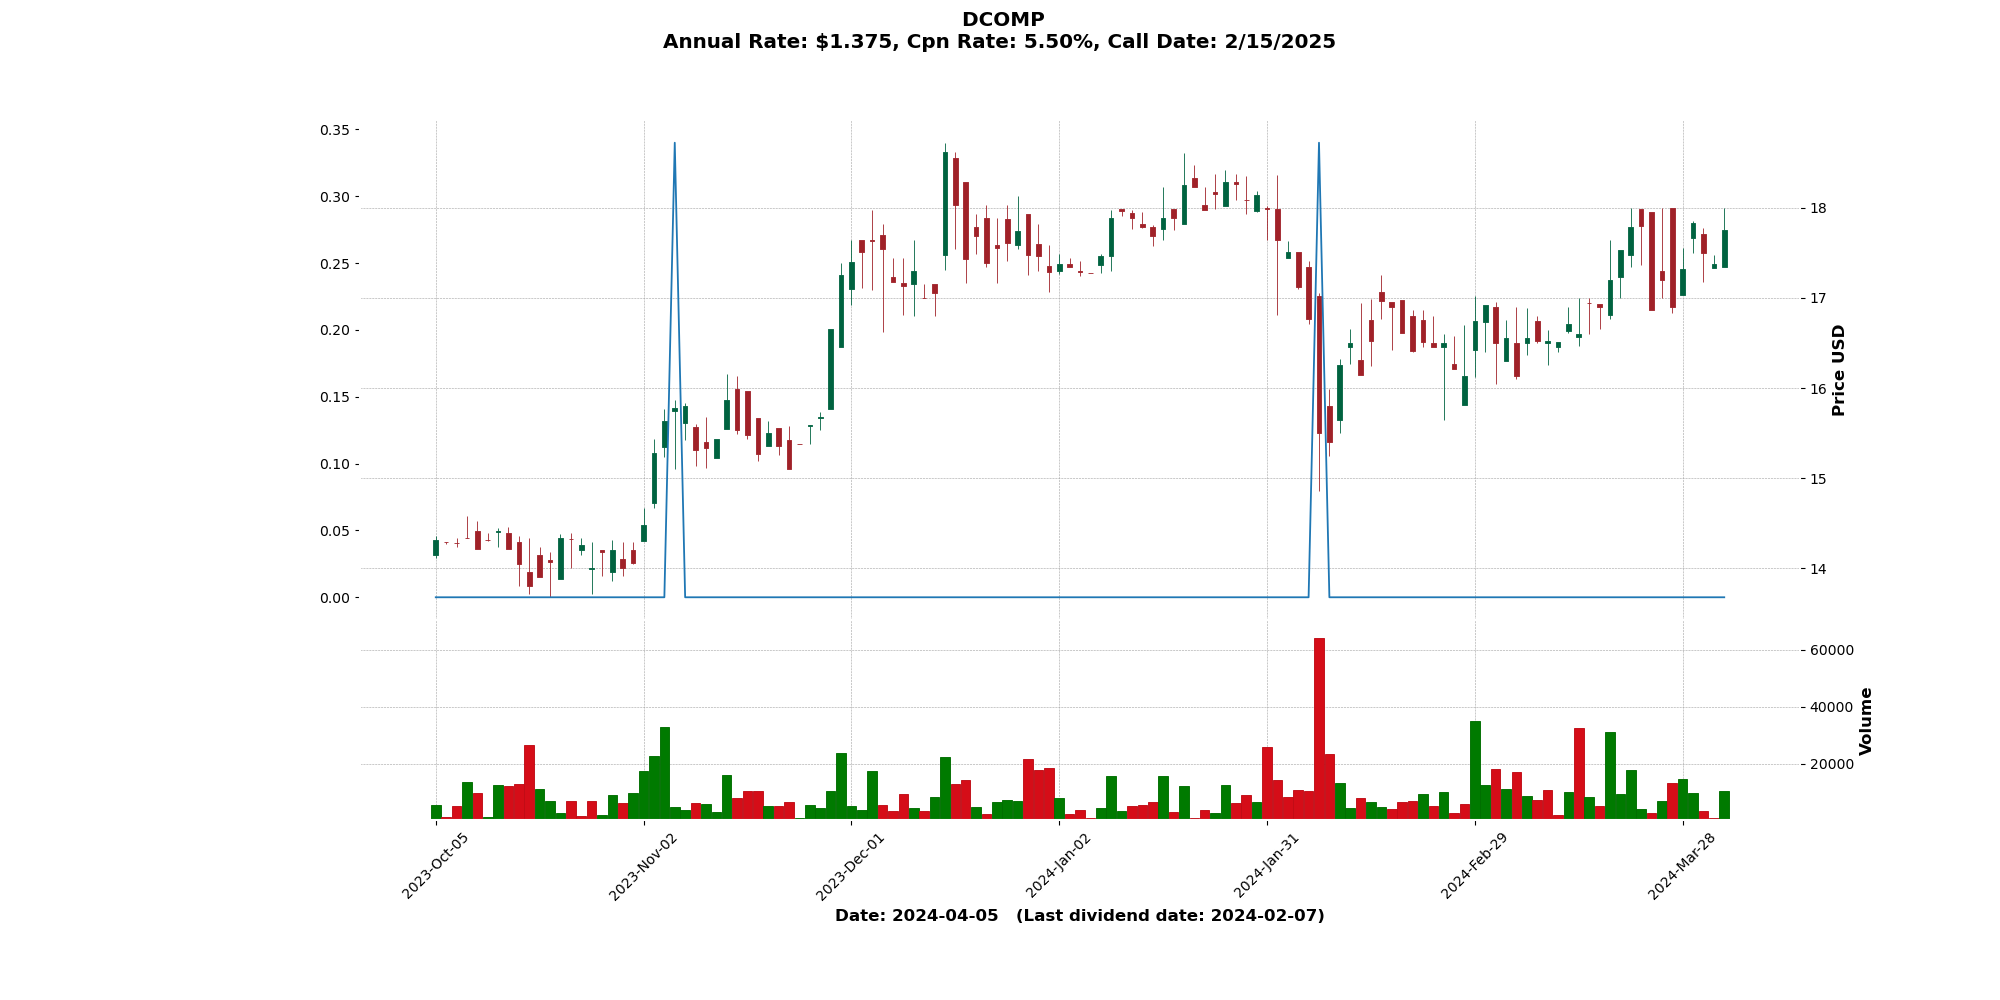 DCOMP
Annual Rate: $1.375, Cpn Rate: 5.50%, Call Date: 2/15/2025
0.35
0.30
0.25
0.20
0.15
0.10
0.05
0.00
18
17
16
15
14
Price USD
60000
40000
20000
Volume
2023-Oct-05
2023-Nov-02
2023-Dec-01
2024-Jan-02
2024-Jan-31
2024-Feb-29
2024-Mar-28
Date: 2024-04-05   (Last dividend date: 2024-02-07)